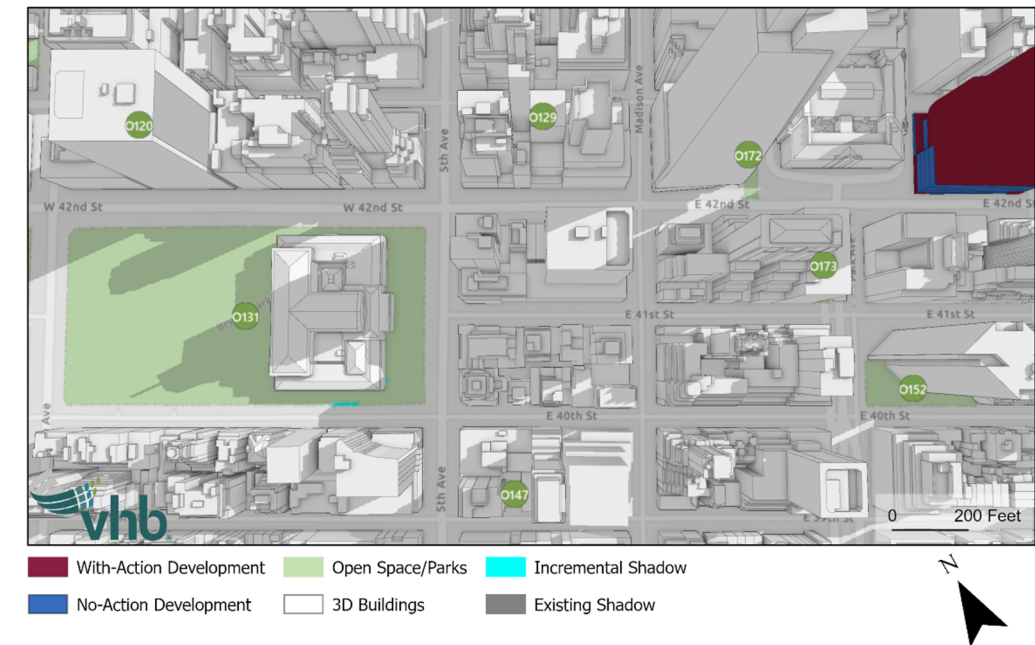 O120
O129
O172
Madison Ave
5th Ave
W 42nd St
W 42nd St
E 42nd St
E 42nd St
O131
O173
Park Ave
E 41st St
E 41st St
O152
Ave
E 40th St
E 40th St
5th Ave
O147
vhb
0 200 Feet
With-Action Development
Open Space/Parks
Incremental Shadow
No-Action Development
3D Buildings
Existing Shadow
N